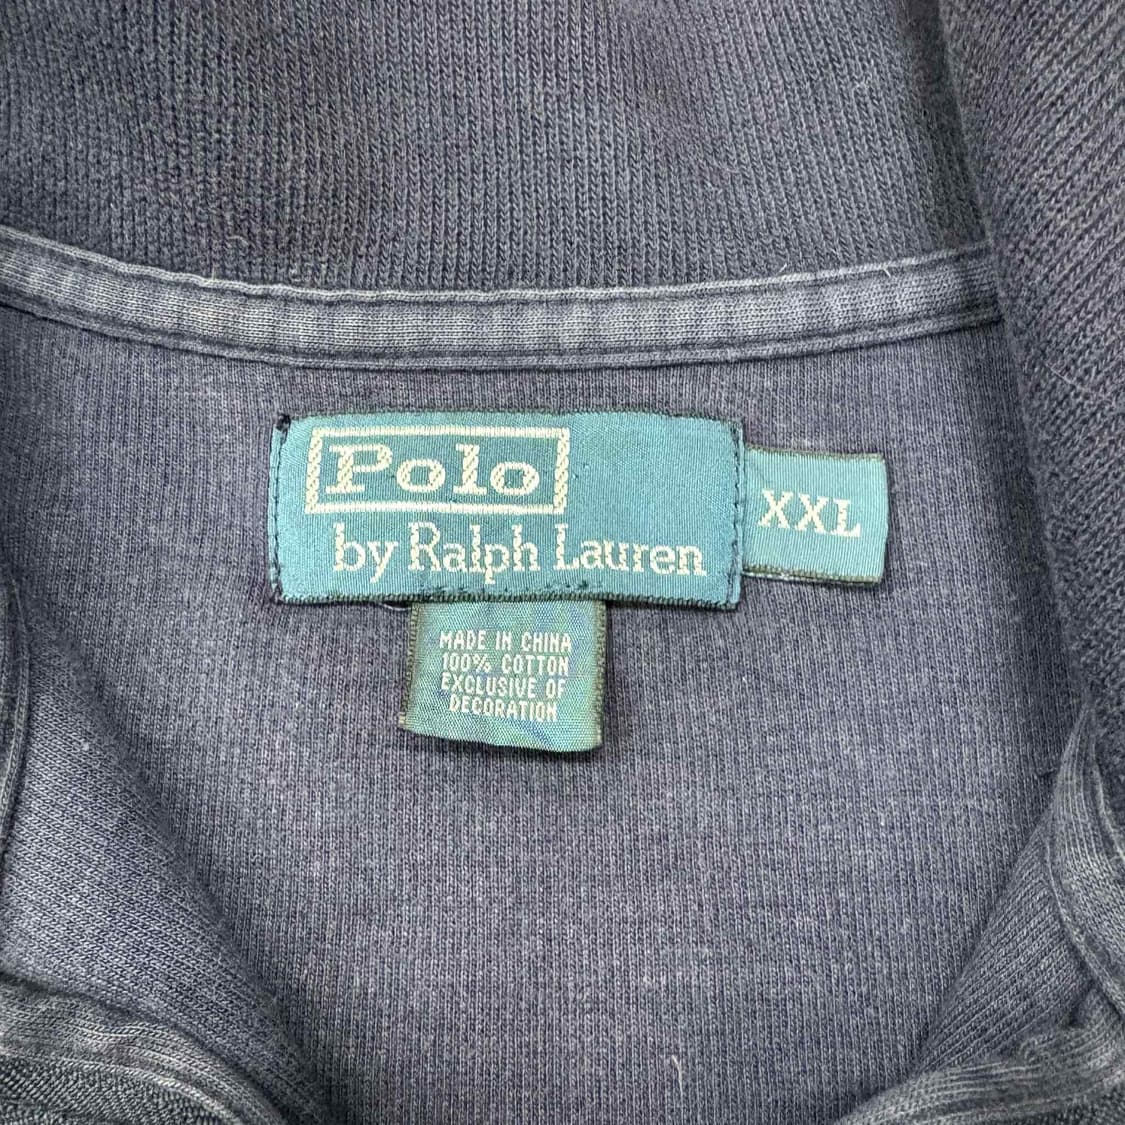 Polo
by Ralph Lauren
XXL
MADE IN CHINA
100% COTTON
EXCLUSIVE OF
DECORATION